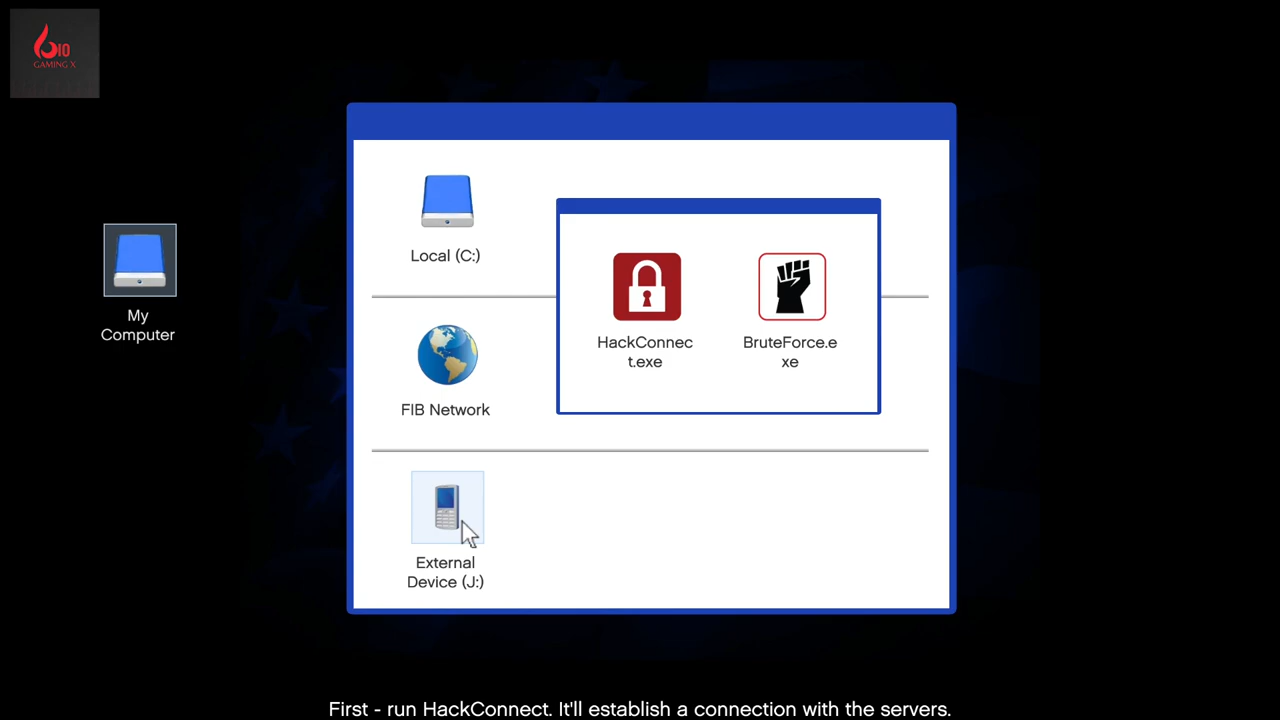 IO
GAMING X
My
Computer
Local (C:)
FIB Network
External
Device (J:)
HackConnec
t.exe
BruteForce.e
xe
First - run HackConnect. It'll establish a connection with the servers.